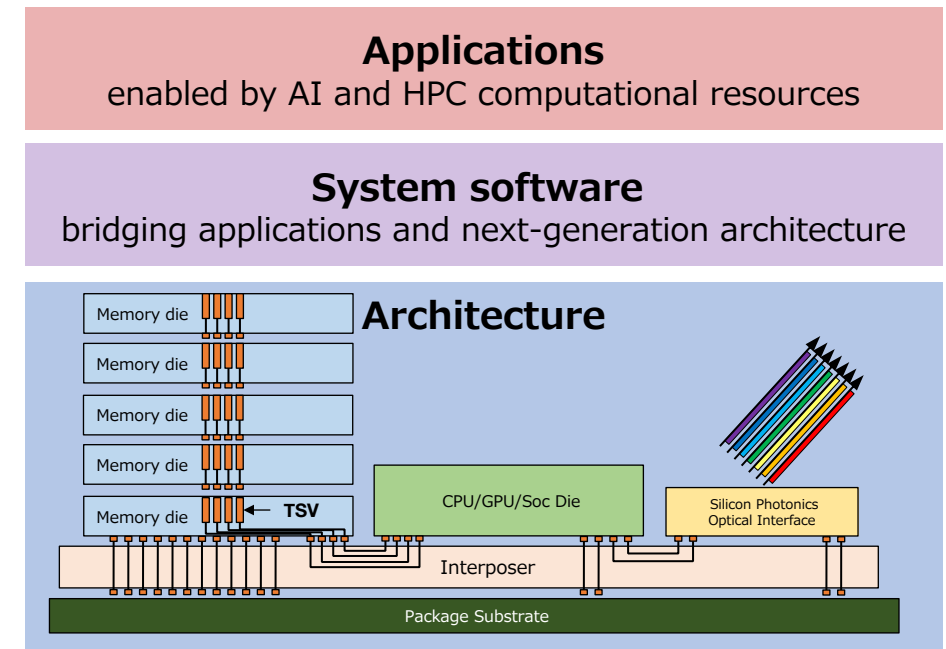 Applications
enabled by AI and HPC computational resources
System software
bridging applications and next-generation architecture
Architecture
Memory die
Memory die
Memory die
Memory die
Memory die
TSV
CPU/GPU/Soc Die
Silicon Photonics
Optical Interface
Interposer
Package Substrate